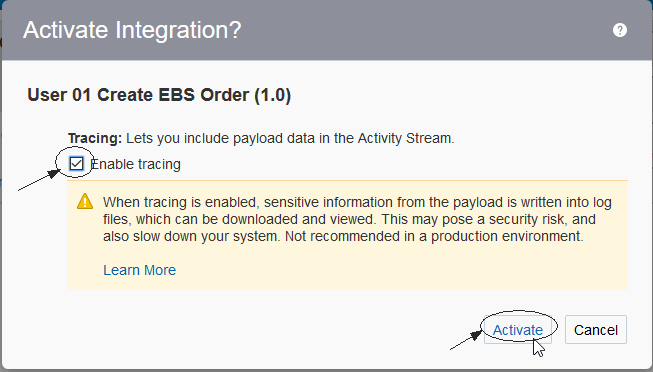 Activate Integration?
?
User 01 Create EBS Order (1.0)
Tracing: Lets you include payload data in the Activity Stream.
Enable tracing
When tracing is enabled, sensitive information from the payload is written into log
files, which can be downloaded and viewed. This may pose a security risk, and
also slow down your system. Not recommended in a production environment.
Learn More
Activate
Cancel